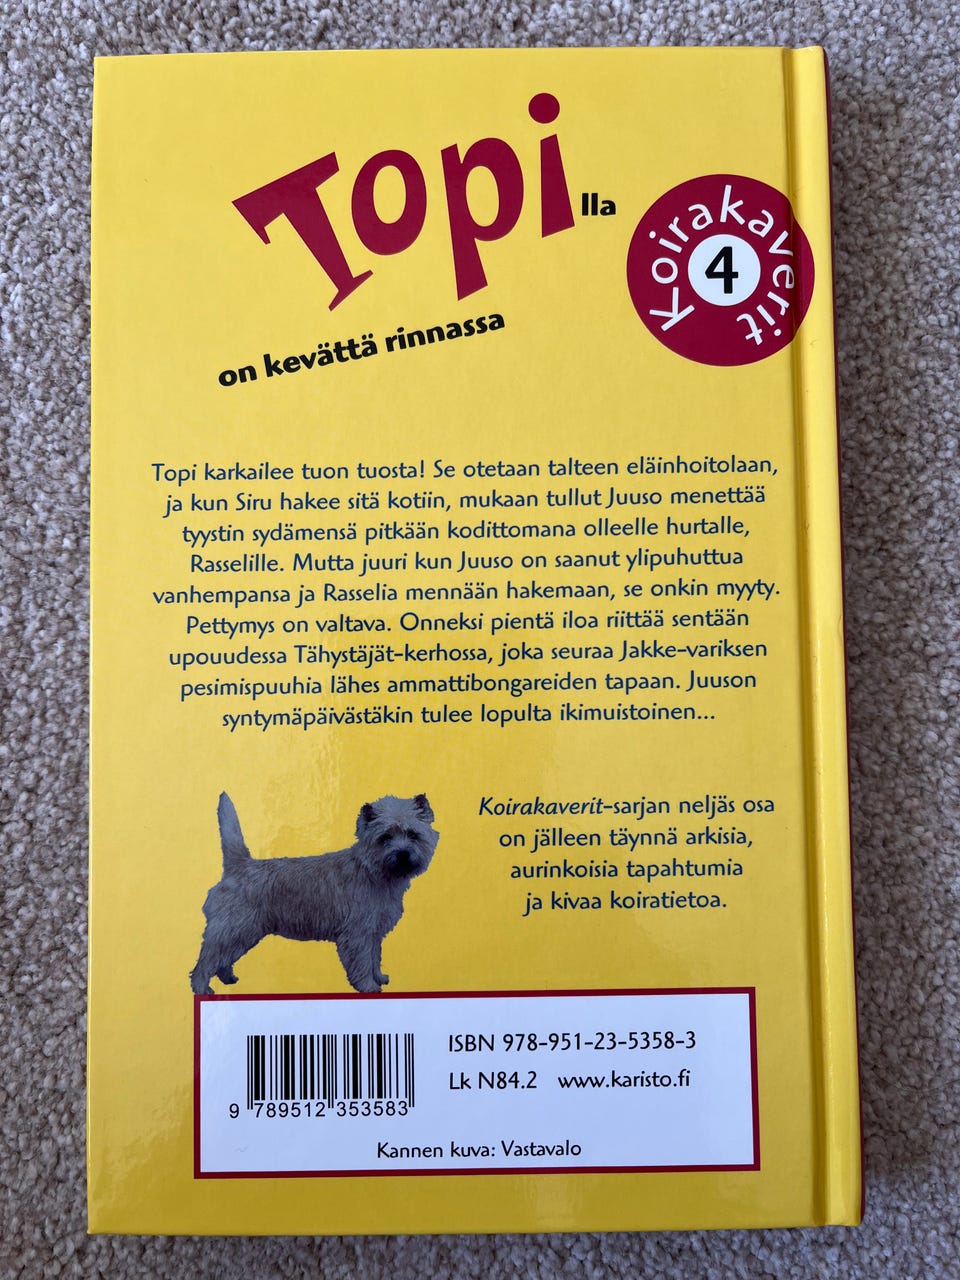 Topilla
on kevättä rinnassa
Koirakaverit
4
Topi karkailee tuon tuosta! Se otetaan talteen eläinhoitolaan,
ja kun Siru hakee sitä kotiin, mukaan tullut Juuso menettää
tyystin sydämensä pitkään kodittomana olleelle hurtalle,
Rasselille. Mutta juuri kun Juuso on saanut ylipuhuttua
vanhempansa ja Rasselia mennään hakemaan, se onkin myyty.
Pettymys on valtava. Onneksi pientä iloa riittää sentään
upouudessa Tähystäjät-kerhossa, joka seuraa Jakke-variksen
pesimispuuhia lähes ammattibongareiden tapaan. Juuson
syntymäpäivästäkin tulee lopulta ikimuistoinen...
Koirakaverit-sarjan neljäs osa
on jälleen täynnä arkisia,
aurinkoisia tapahtumia
ja kivaa koiratietoa.
ISBN 978-951-23-5358-3
Lk N84.2 www.karisto.fi
9 789512 353583
Kannen kuva: Vastavalo